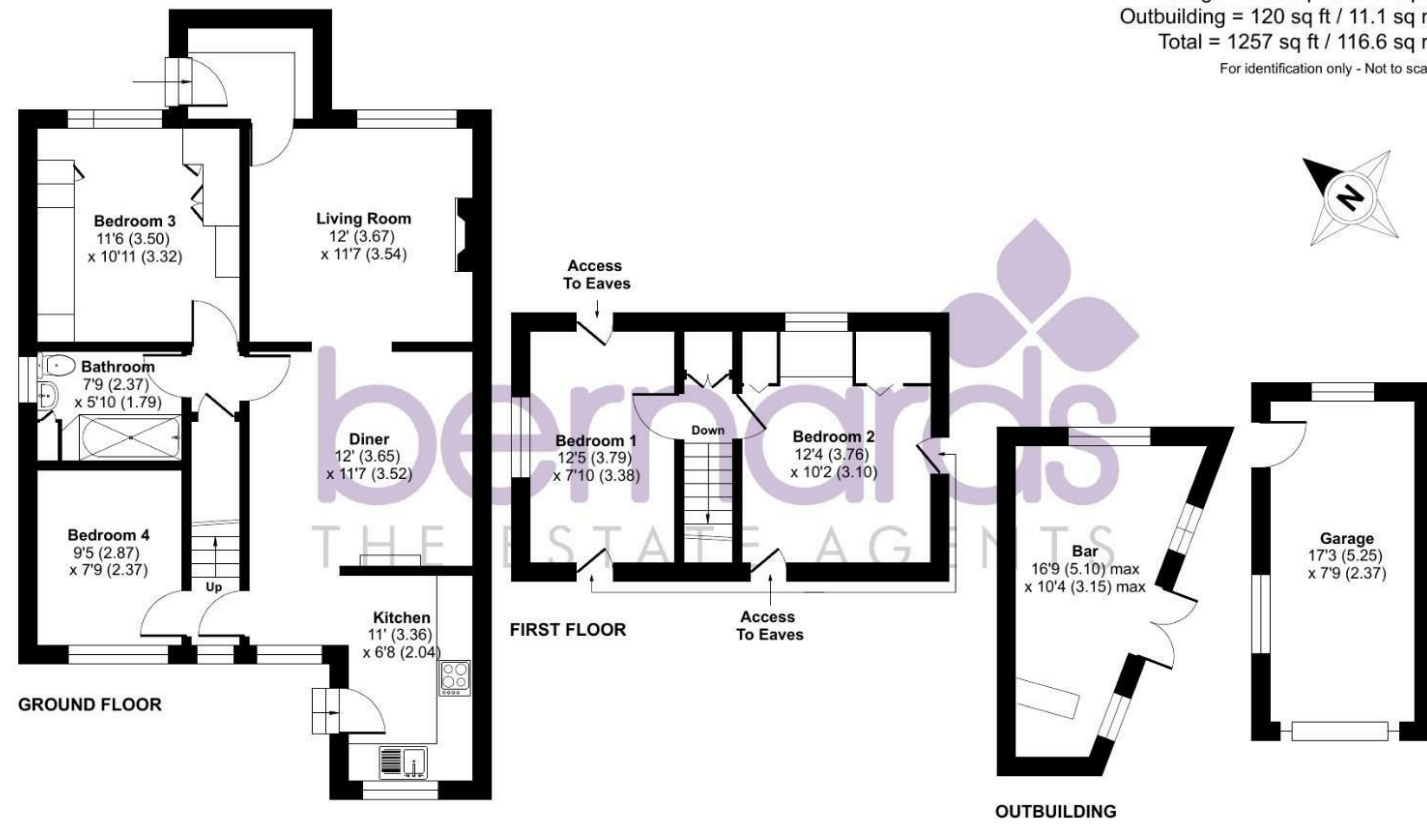 Outbuilding = 120 sq ft / 11.1 sq
Total = 1257 sq ft / 116.6 sq
For identification only - Not to
N
Bedroom 3
11'6 (3.50)
x 10'11 (3.32)
Living Room
12' (3.67)
x 11'7 (3.54)
Bathroom
7'9 (2.37)
x 5'10 (1.79)
Diner
12' (3.65)
x 11'7 (3.52)
Bedroom 4
9'5 (2.87)
x 7'9 (2.37)
Up
Kitchen
11' (3.36)
x 6'8 (2.04)
GROUND FLOOR
Access
To Eaves
Bedroom 1
12'5 (3.79)
x 7'10 (3.38)
Down
Bedroom 2
12'4 (3.76)
x 10'2 (3.10)
Access
To Eaves
FIRST FLOOR
Bar
16'9 (5.10) max
x 10'4 (3.15) max
Garage
17'3 (5.25)
x 7'9 (2.37)
OUTBUILDING
bernards
THE ESTATE AGENTS